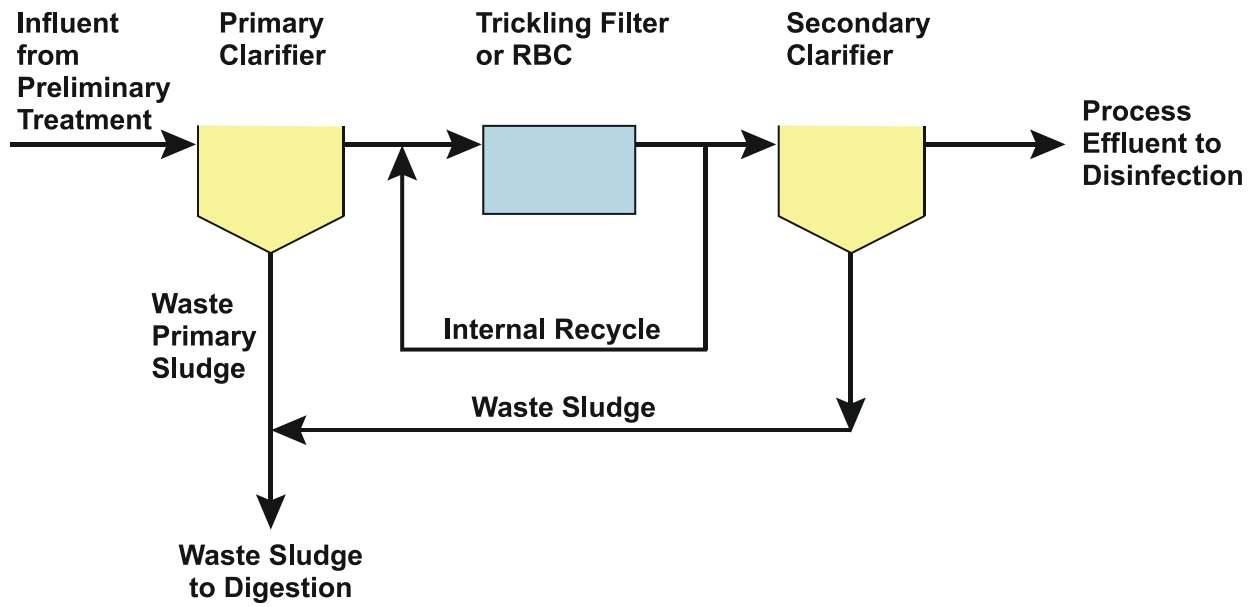 Influent
from
Preliminary
Treatment
Primary
Clarifier
Trickling Filter
or RBC
Secondary
Clarifier
Process
Effluent to
Disinfection
Waste
Primary
Sludge
Internal Recycle
Waste Sludge
Waste Sludge
to Digestion